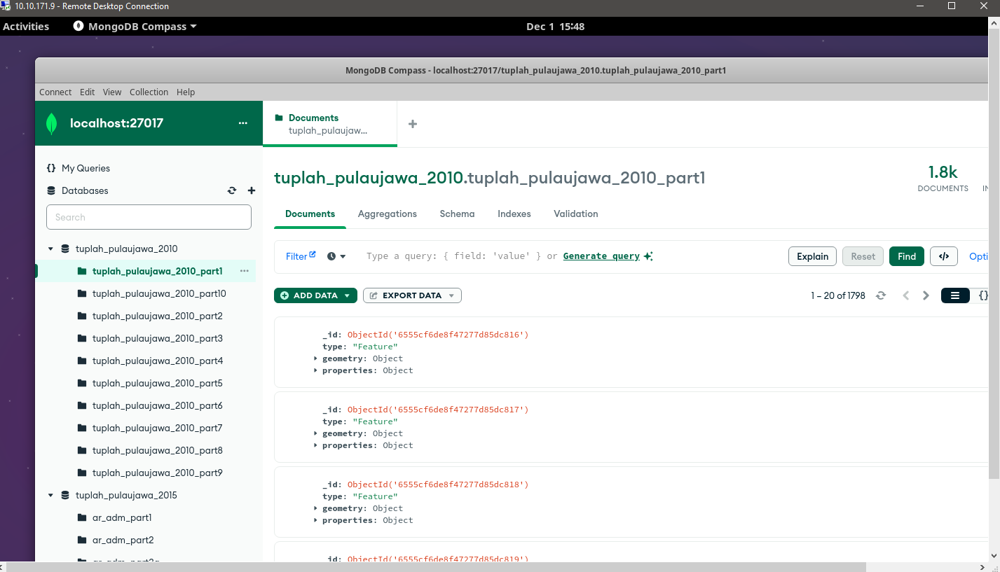 10.10.171.9 - Remote Desktop Connection
Activities MongoDB Compass Dec 1 15:48
MongoDB Compass - localhost:27017/tuplah_pulaujawa_2010.tuplah_pulaujawa_2010_part1
Connect Edit View Collection Help
localhost:27017
My Queries
Databases
Search
tuplah_pulaujawa_2010
tuplah_pulaujawa_2010_part1
tuplah_pulaujawa_2010_part10
tuplah_pulaujawa_2010_part2
tuplah_pulaujawa_2010_part3
tuplah_pulaujawa_2010_part4
tuplah_pulaujawa_2010_part5
tuplah_pulaujawa_2010_part6
tuplah_pulaujawa_2010_part7
tuplah_pulaujawa_2010_part8
tuplah_pulaujawa_2010_part9
tuplah_pulaujawa_2015
ar_adm_part1
ar_adm_part2
Documents
tuplah_pulaujaw...
tuplah_pulaujawa_2010.tuplah_pulaujawa_2010_part1
1.8k
DOCUMENTS IN
Documents Aggregations Schema Indexes Validation
Filter Type a query: { field: 'value' } or Generate query Explain Reset Find </> Opti
ADD DATA EXPORT DATA 1 – 20 of 1798 {}
_id: ObjectId('6555cf6de8f47277d85dc816')
type: "Feature"
geometry: Object
properties: Object
_id: ObjectId('6555cf6de8f47277d85dc817')
type: "Feature"
geometry: Object
properties: Object
_id: ObjectId('6555cf6de8f47277d85dc818')
type: "Feature"
geometry: Object
properties: Object
_id: ObjectId('6555cf6de8f47277d85dc819')